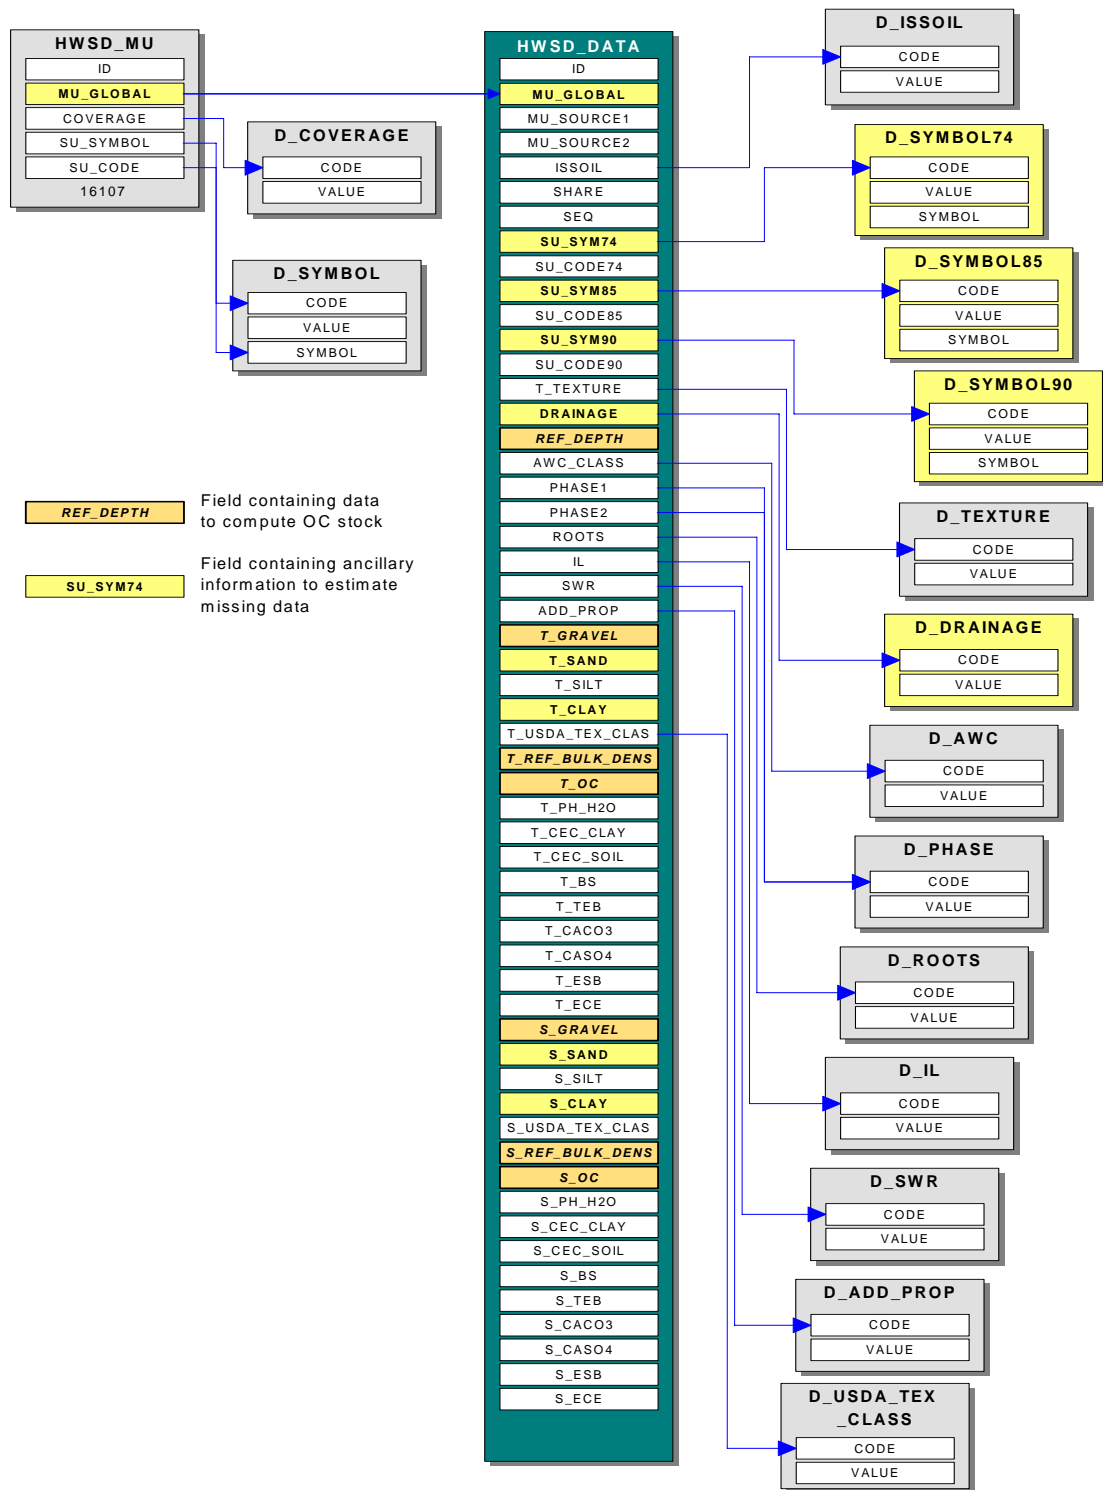 HWSD_MU
ID
MU_GLOBAL
COVERAGE
SU_SYMBOL
SU_CODE
16107
D_COVERAGE
CODE
VALUE
D_SYMBOL
CODE
VALUE
SYMBOL
REF_DEPTH
Field containing data
to compute OC stock
SU_SYM74
Field containing ancillary
information to estimate
missing data
HWSD_DATA
ID
MU_GLOBAL
MU_SOURCE1
MU_SOURCE2
ISSOIL
SHARE
SEQ
SU_SYM74
SU_CODE74
SU_SYM85
SU_CODE85
SU_SYM90
SU_CODE90
T_TEXTURE
DRAINAGE
REF_DEPTH
AWC_CLASS
PHASE1
PHASE2
ROOTS
IL
SWR
ADD_PROP
T_GRAVEL
T_SAND
T_SILT
T_CLAY
T_USDA_TEX_CLAS
T_REF_BULK_DENS
T_OC
T_PH_H2O
T_CEC_CLAY
T_CEC_SOIL
T_BS
T_TEB
T_CACO3
T_CASO4
T_ESB
T_ECE
S_GRAVEL
S_SAND
S_SILT
S_CLAY
S_USDA_TEX_CLAS
S_REF_BULK_DENS
S_OC
S_PH_H2O
S_CEC_CLAY
S_CEC_SOIL
S_BS
S_TEB
S_CACO3
S_CASO4
S_ESB
S_ECE
D_ISSOIL
CODE
VALUE
D_SYMBOL74
CODE
VALUE
SYMBOL
D_SYMBOL85
CODE
VALUE
SYMBOL
D_SYMBOL90
CODE
VALUE
SYMBOL
D_TEXTURE
CODE
VALUE
D_DRAINAGE
CODE
VALUE
D_AWC
CODE
VALUE
D_PHASE
CODE
VALUE
D_ROOTS
CODE
VALUE
D_IL
CODE
VALUE
D_SWR
CODE
VALUE
D_ADD_PROP
CODE
VALUE
D_USDA_TEX
_CLASS
CODE
VALUE